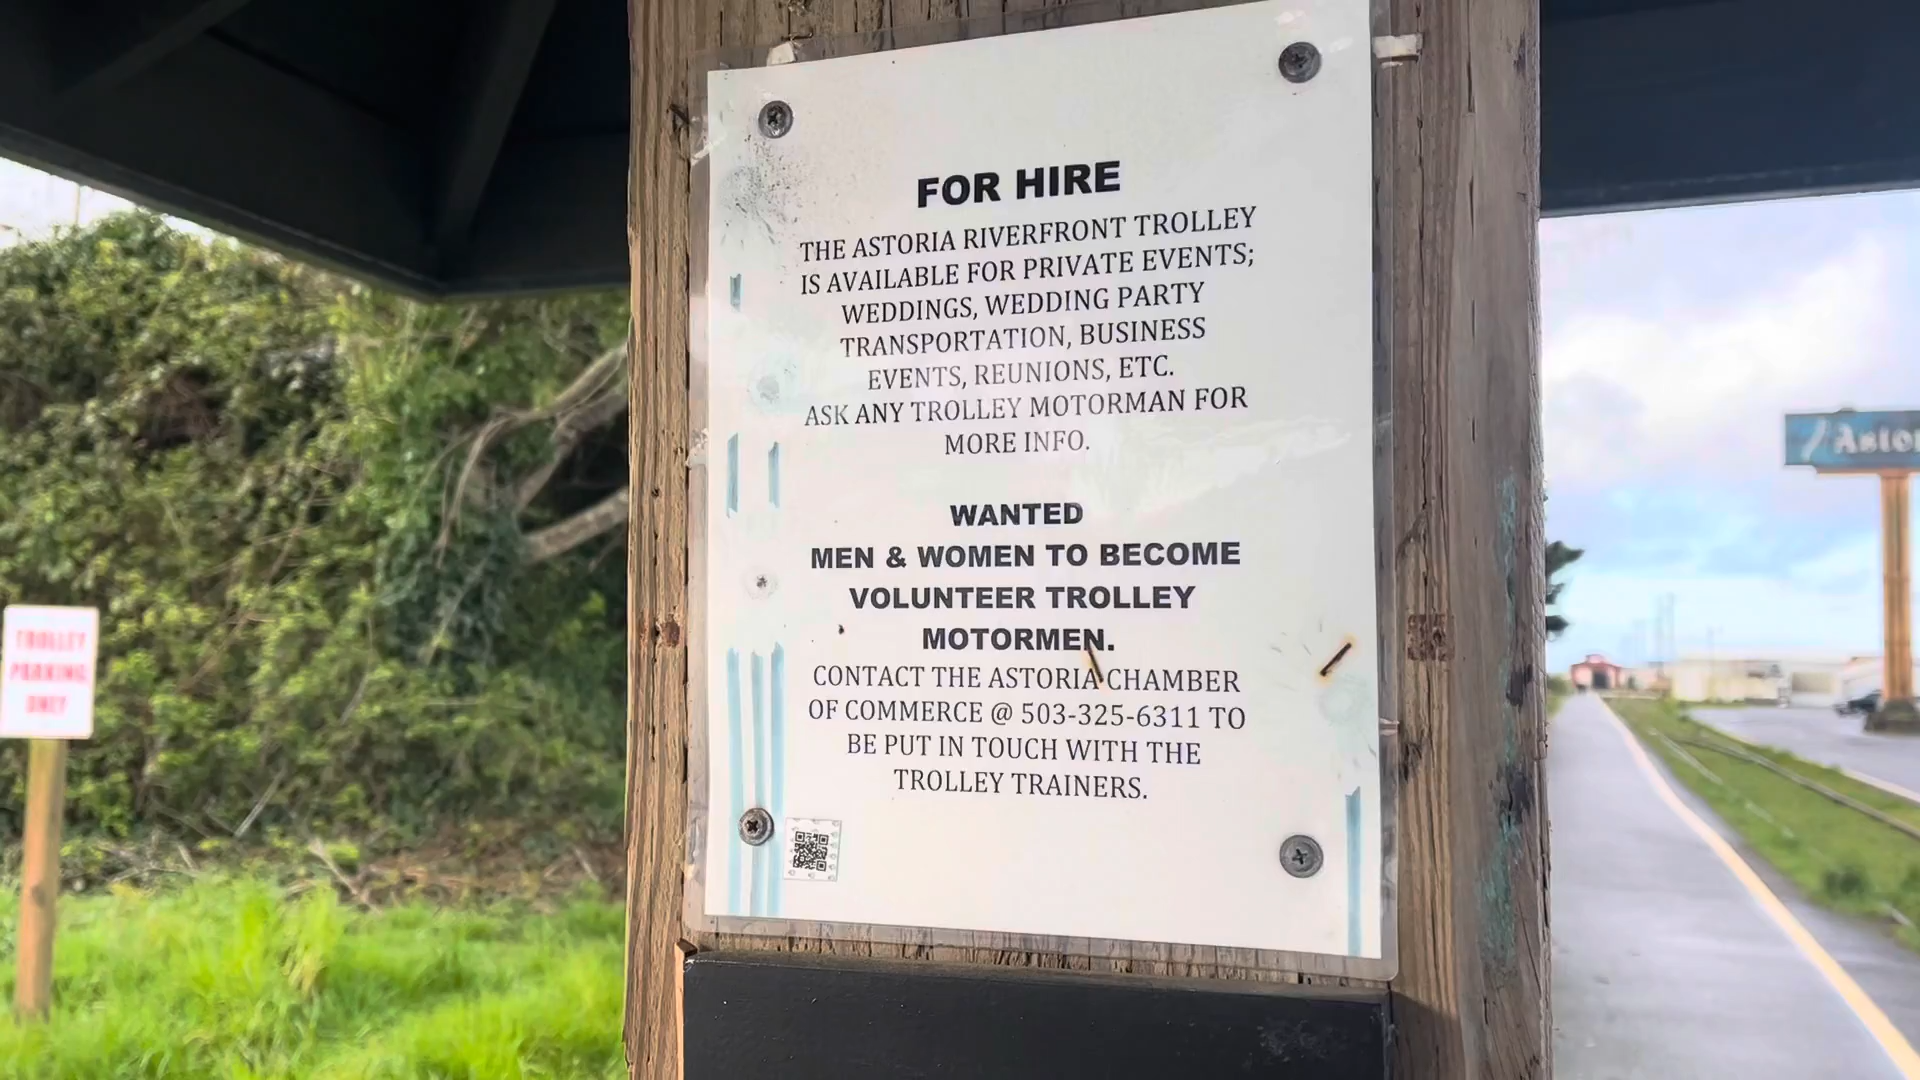 FOR HIRE
THE ASTORIA RIVERFRONT TROLLEY
IS AVAILABLE FOR PRIVATE EVENTS;
WEDDINGS, WEDDING PARTY
TRANSPORTATION, BUSINESS
EVENTS, REUNIONS, ETC.
ASK ANY TROLLEY MOTORMAN FOR
MORE INFO.
WANTED
MEN & WOMEN TO BECOME
VOLUNTEER TROLLEY
MOTORMEN.
CONTACT THE ASTORIA CHAMBER
OF COMMERCE @ 503-325-6311 TO
BE PUT IN TOUCH WITH THE
TROLLEY TRAINERS.
TROLLEY
PARKING
ONLY